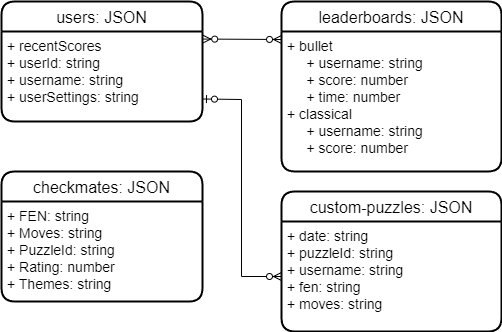 users: JSON
+ recentScores
+ userId: string
+ username: string
+ userSettings: string
leaderboards: JSON
+ bullet
+ username: string
+ score: number
+ time: number
+ classical
+ username: string
+ score: number
checkmates: JSON
+ FEN: string
+ Moves: string
+ PuzzleId: string
+ Rating: number
+ Themes: string
custom-puzzles: JSON
+ date: string
+ puzzleId: string
+ username: string
+ fen: string
+ moves: string